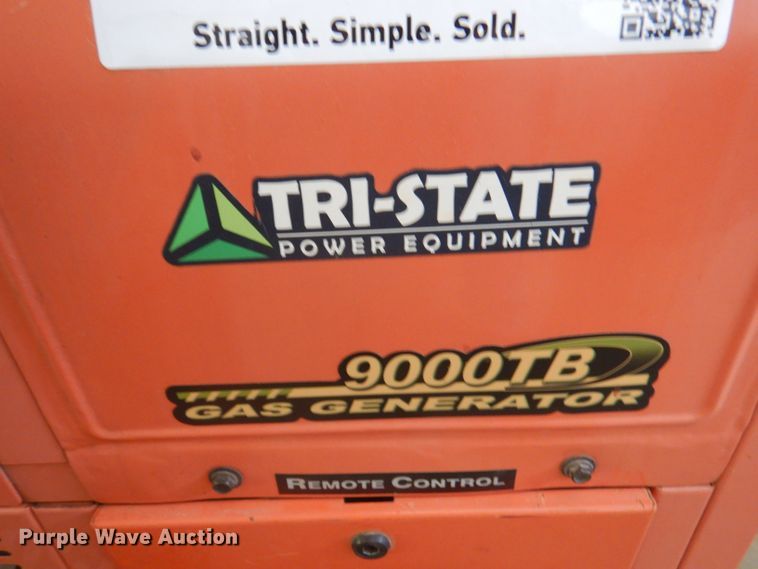 Straight. Simple. Sold.
TRI-STATE
POWER EQUIPMENT
9000TB
GAS GENERATOR
REMOTE CONTROL
Purple Wave Auction